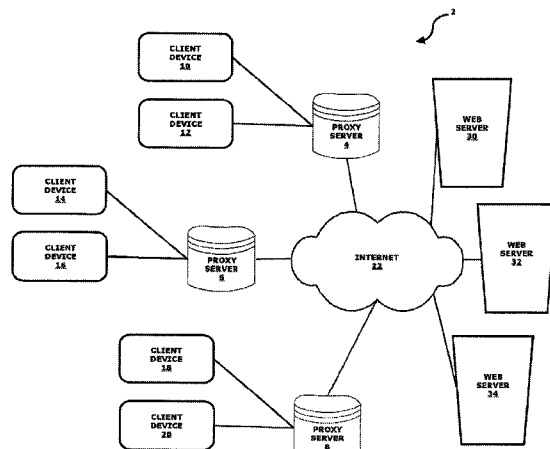 2
CLIENT
DEVICE
10
CLIENT
DEVICE
12
PROXY
SERVER
4
WEB
SERVER
30
CLIENT
DEVICE
14
CLIENT
DEVICE
16
PROXY
SERVER
6
INTERNET
22
WEB
SERVER
32
CLIENT
DEVICE
18
CLIENT
DEVICE
20
PROXY
SERVER
8
WEB
SERVER
34